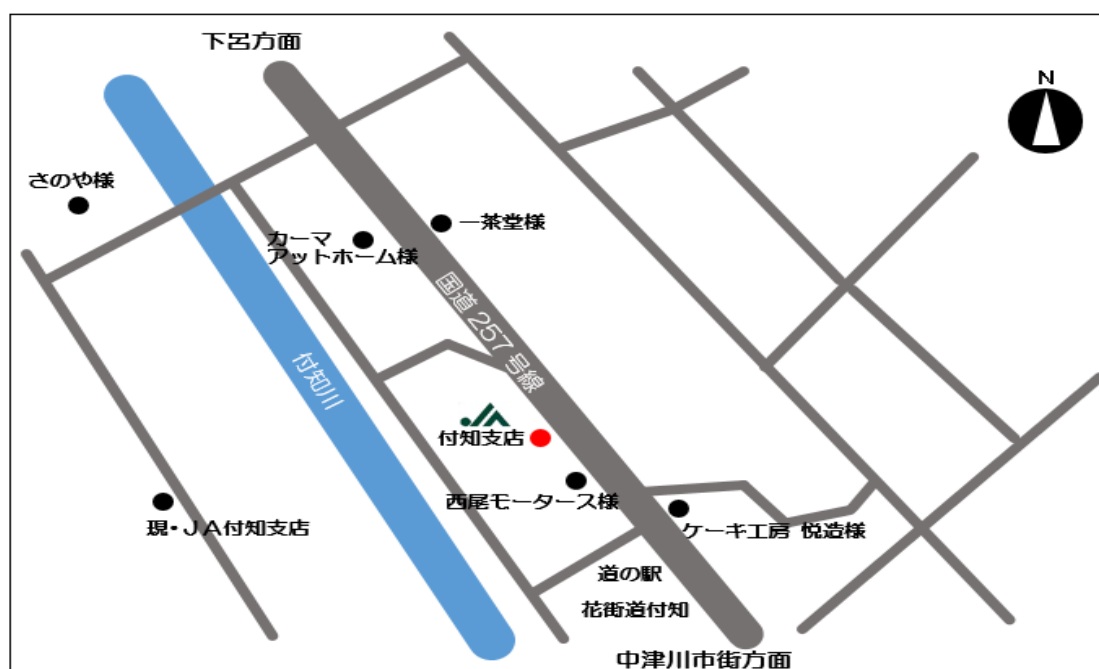 下呂方面
N
さのや様
一茶堂様
カーマ
アットホーム様
国道257号線
付知川
JA
付知支店
西尾モータース様
現・JA付知支店
ケーキ工房 悦造様
道の駅
花街道付知
中津川市街方面